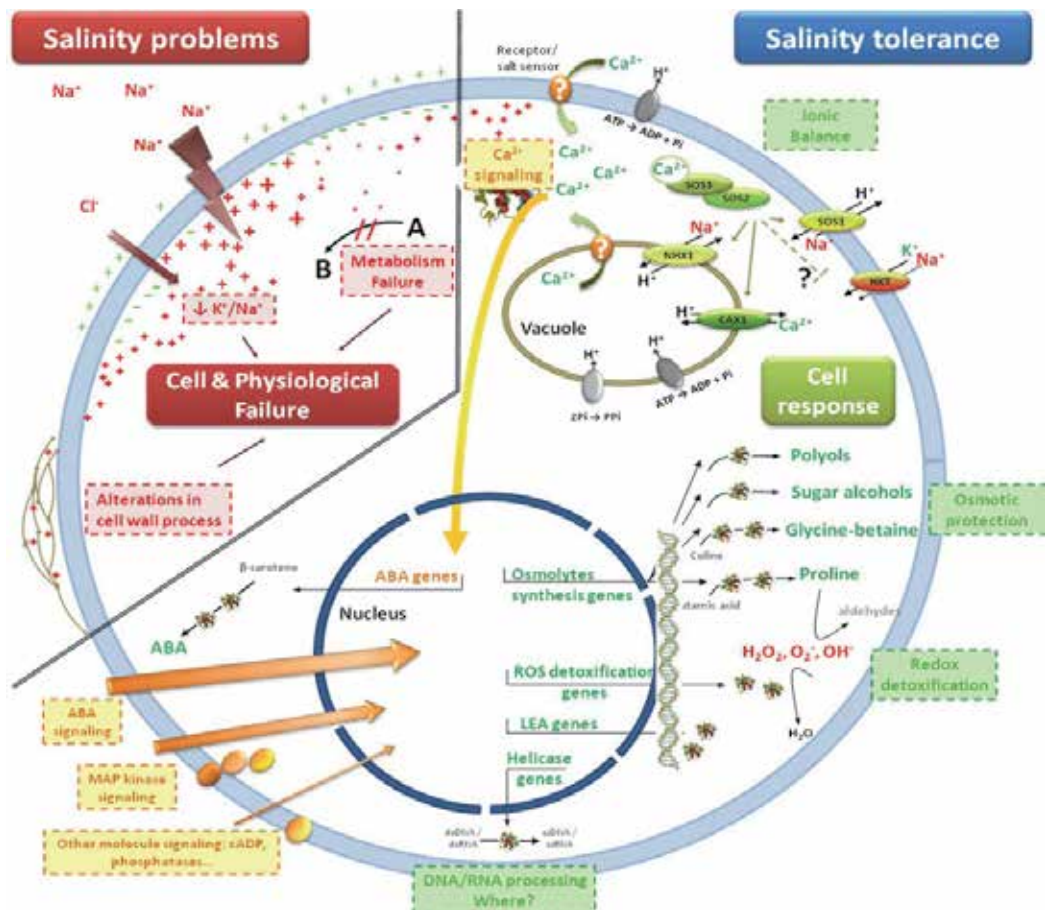 Salinity problems
Salinity tolerance
Na⁺
Na⁺
Na⁺
Na⁺
Cl⁻
Receptor/
salt sensor
?
Ca²⁺
H⁺
ATP → ADP + Pi
Ionic
Balance
Ca²⁺
signaling
Ca²⁺
Ca²⁺
Ca²⁺
Ca²⁺
SOS3
SOS2
H⁺
SOS1
Na⁺
A
B
Metabolism
Failure
↓ K⁺/Na⁺
?
Ca²⁺
Na⁺
NHX1
H⁺
?
K⁺
Na⁺
HKT
H⁺
CAX1
Ca²⁺
Vacuole
H⁺
2Pi → PPi
H⁺
ATP → ADP + Pi
Cell & Physiological
Failure
Cell
response
Alterations in
cell wall process
Polyols
Sugar alcohols
Glycine-betaine
Coline
Osmotic
protection
β-carotene
ABA genes
Nucleus
ABA
Osmolytes
synthesis genes
Proline
aldehydes
H₂O₂, O₂⁻, OH⁻
H₂O
Redox
detoxification
ROS detoxification
genes
LEA genes
Helicase
genes
ABA
signaling
MAP kinase
signaling
Other molecule signaling: cADP,
phosphatases...
dsDNA /
dsRNA
ssDNA /
ssRNA
DNA/RNA processing
Where?